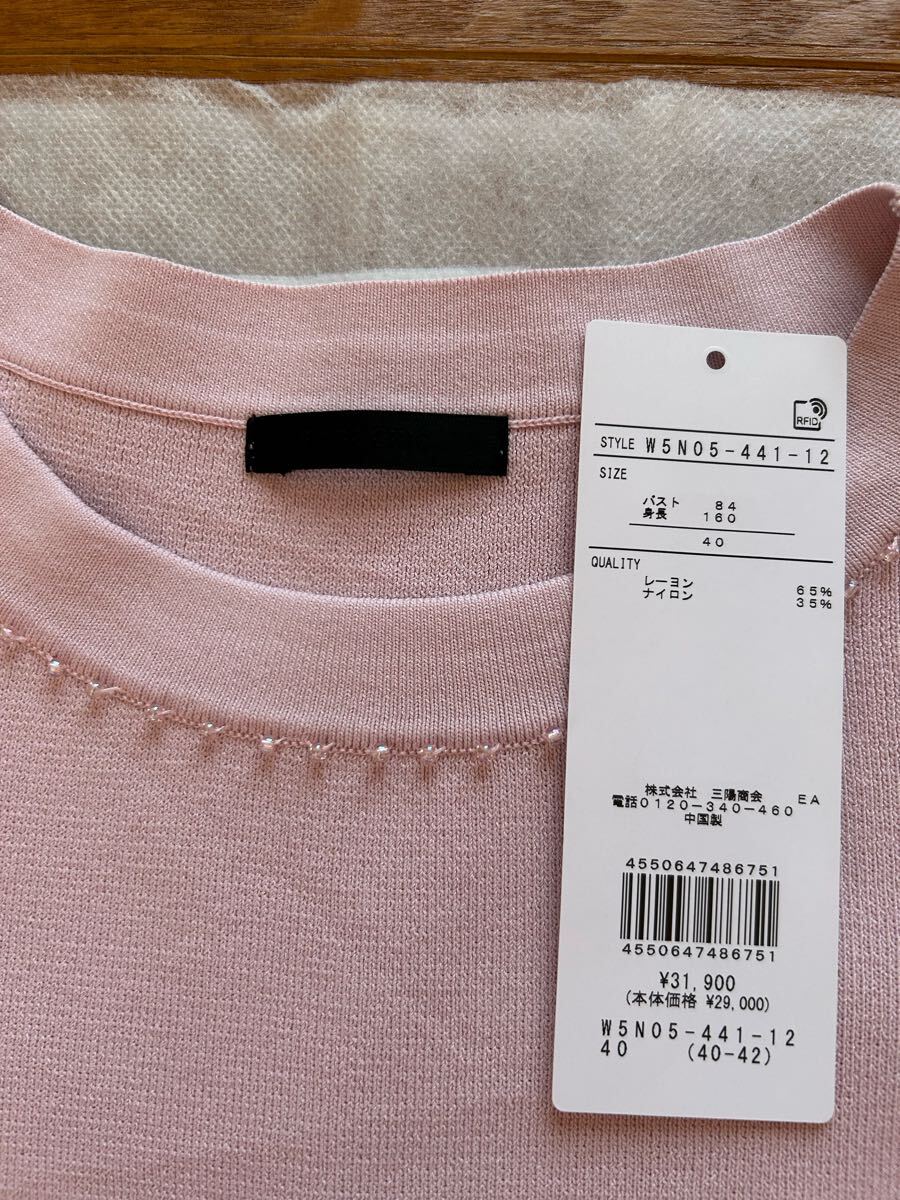 RFID
STYLE W5N05-441-12
SIZE
バスト 84
身長 160
40
QUALITY
レーヨン 65%
ナイロン 35%
株式会社 三陽商会 EA
電話0120-340-460
中国製
4550647486751
4550647486751
¥31,900
(本体価格 ¥29,000)
W5N05-441-12
40 (40-42)